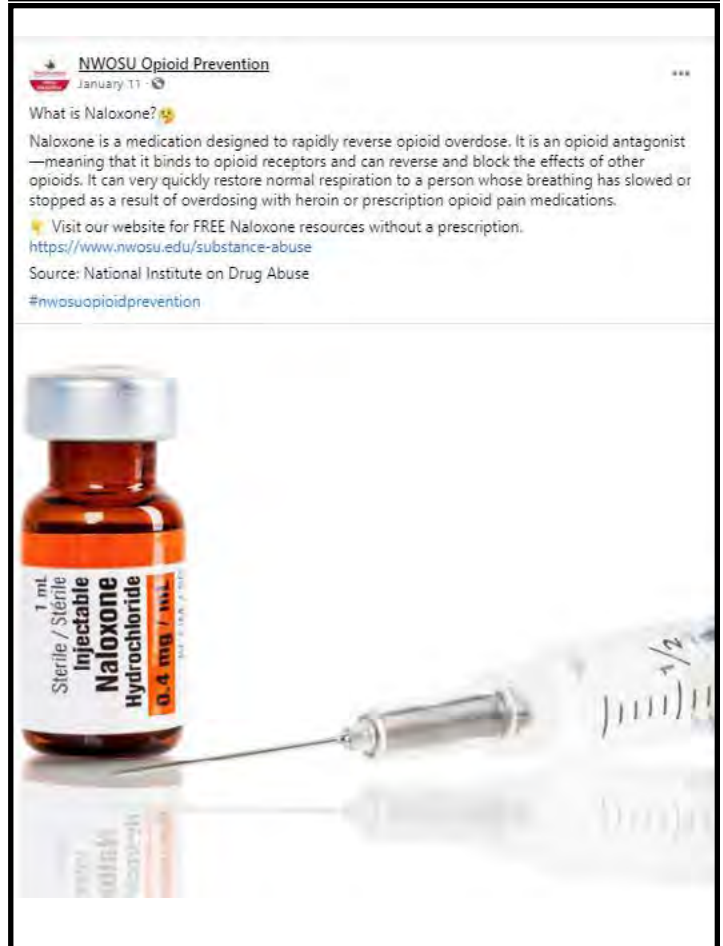 NWOSU Opioid Prevention
January 11
What is Naloxone?🤔
Naloxone is a medication designed to rapidly reverse opioid overdose. It is an opioid antagonist
—meaning that it binds to opioid receptors and can reverse and block the effects of other
opioids. It can very quickly restore normal respiration to a person whose breathing has slowed or
stopped as a result of overdosing with heroin or prescription opioid pain medications.
👇 Visit our website for FREE Naloxone resources without a prescription.
https://www.nwosu.edu/substance-abuse
Source: National Institute on Drug Abuse
#nwosuopioidprevention
1 mL
Sterile / Stérile
Injectable
Naloxone
Hydrochloride
0.4 mg / mL
1/2